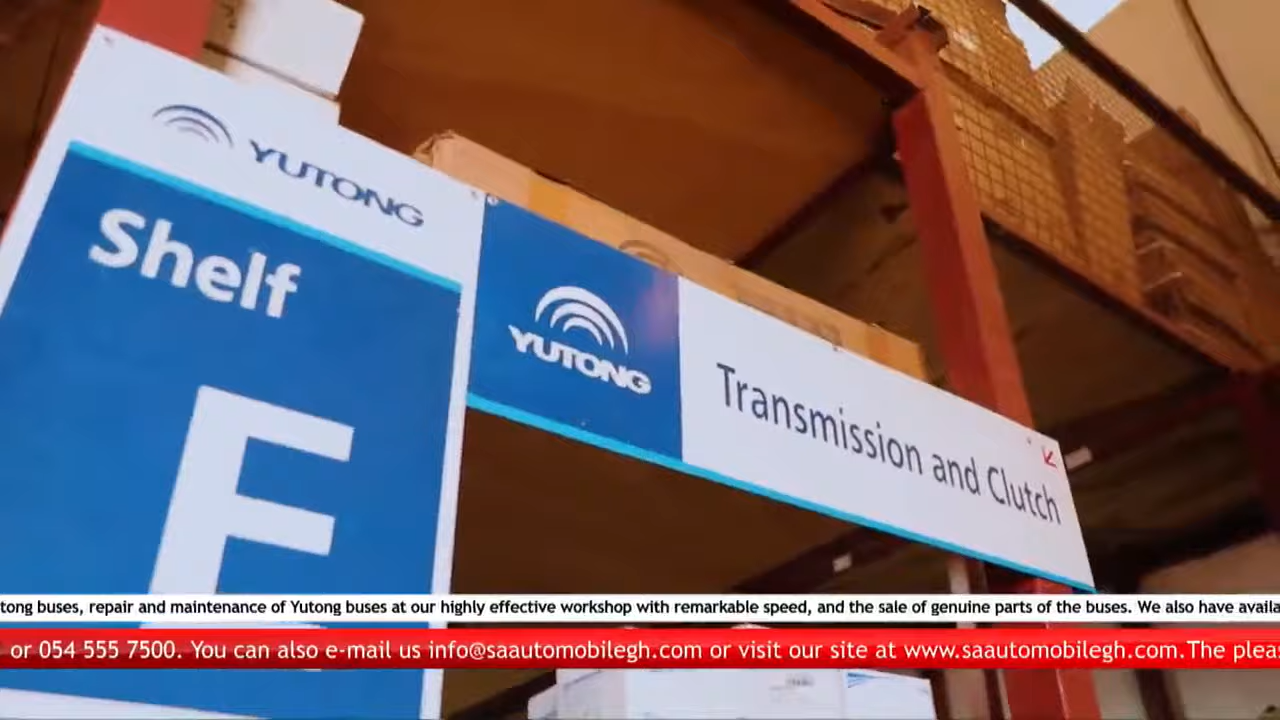 YUTONG
Shelf
E
YUTONG
Transmission and Clutch
tong buses, repair and maintenance of Yutong buses at our highly effective workshop with remarkable speed, and the sale of genuine parts of the buses. We also have availa
or 054 555 7500. You can also e-mail us info@saautomobilegh.com or visit our site at www.saautomobilegh.com.The pleas